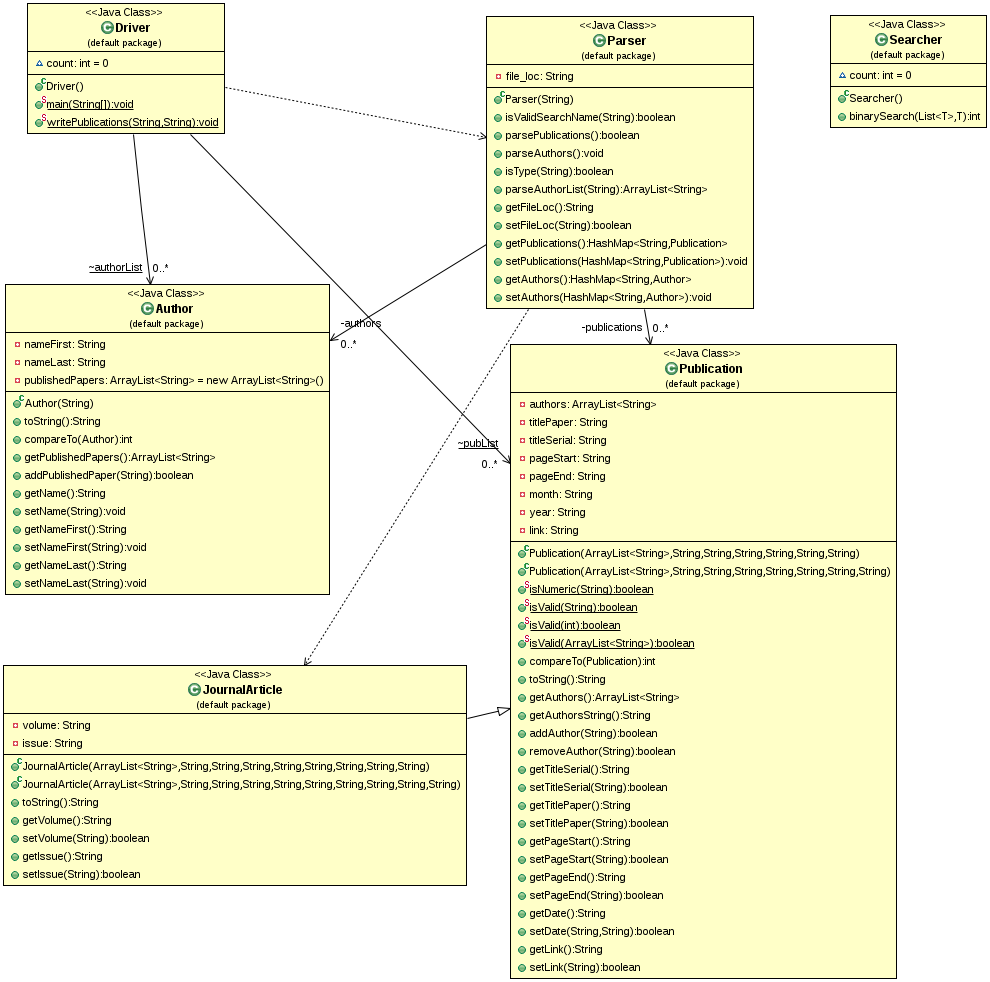 <<Java Class>>
Driver
(default package)
count: int = 0
Driver()
main(String[]):void
writePublications(String,String):void
<<Java Class>>
Parser
(default package)
file_loc: String
Parser(String)
isValidSearchName(String):boolean
parsePublications():boolean
parseAuthors():void
isType(String):boolean
parseAuthorList(String):ArrayList<String>
getFileLoc():String
setFileLoc(String):boolean
getPublications():HashMap<String,Publication>
setPublications(HashMap<String,Publication>):void
getAuthors():HashMap<String,Author>
setAuthors(HashMap<String,Author>):void
<<Java Class>>
Searcher
(default package)
count: int = 0
Searcher()
binarySearch(List<T>,T):int
~authorList 0..*
-authors
0..*
-publications 0..*
~pubList
0..*
<<Java Class>>
Author
(default package)
nameFirst: String
nameLast: String
publishedPapers: ArrayList<String> = new ArrayList<String>()
Author(String)
toString():String
compareTo(Author):int
getPublishedPapers():ArrayList<String>
addPublishedPaper(String):boolean
getName():String
setName(String):void
getNameFirst():String
setNameFirst(String):void
getNameLast():String
setNameLast(String):void
<<Java Class>>
Publication
(default package)
authors: ArrayList<String>
titlePaper: String
titleSerial: String
pageStart: String
pageEnd: String
month: String
year: String
link: String
Publication(ArrayList<String>,String,String,String,String,String,String)
Publication(ArrayList<String>,String,String,String,String,String,String,String)
isNumeric(String):boolean
isValid(String):boolean
isValid(int):boolean
isValid(ArrayList<String>):boolean
compareTo(Publication):int
toString():String
getAuthors():ArrayList<String>
getAuthorsString():String
addAuthor(String):boolean
removeAuthor(String):boolean
getTitleSerial():String
setTitleSerial(String):boolean
getTitlePaper():String
setTitlePaper(String):boolean
getPageStart():String
setPageStart(String):boolean
getPageEnd():String
setPageEnd(String):boolean
getDate():String
setDate(String,String):boolean
getLink():String
setLink(String):boolean
<<Java Class>>
JournalArticle
(default package)
volume: String
issue: String
JournalArticle(ArrayList<String>,String,String,String,String,String,String,String,String)
JournalArticle(ArrayList<String>,String,String,String,String,String,String,String,String,String)
toString():String
getVolume():String
setVolume(String):boolean
getIssue():String
setIssue(String):boolean